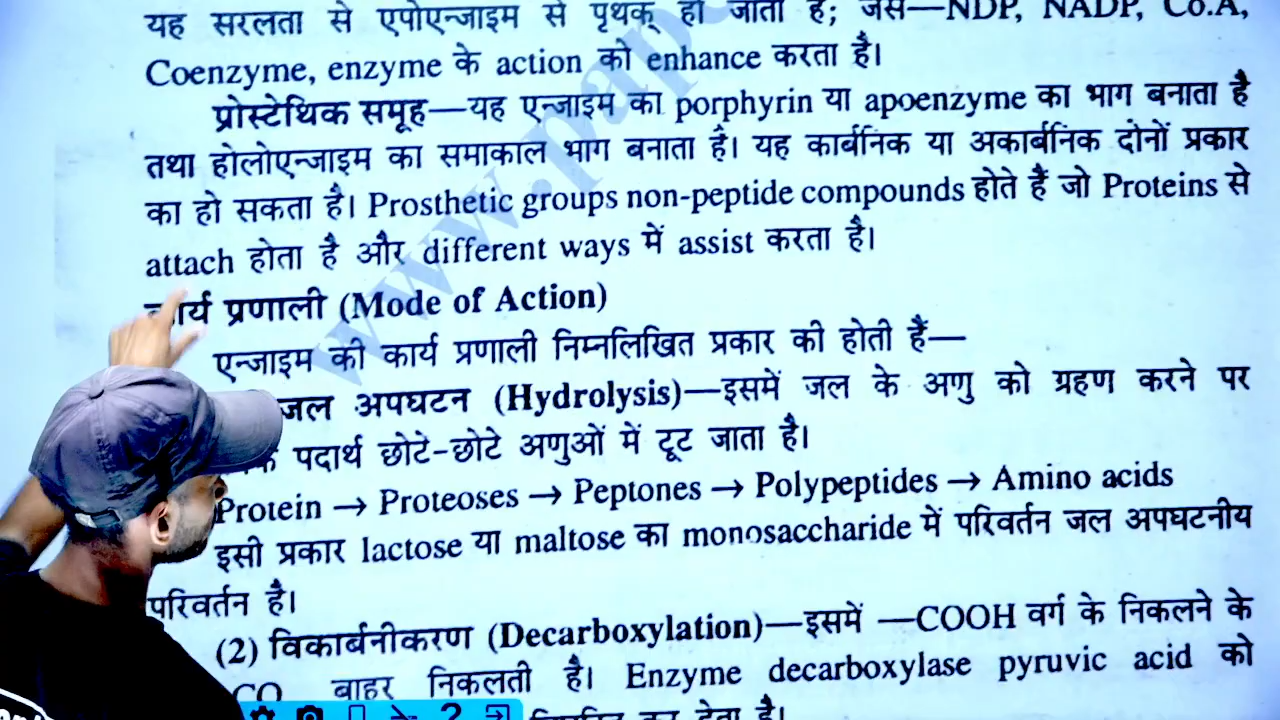 यह सरलता से एपोएन्जाइम से पृथक् हो जाता है; जैसे—NDP, NADP, Co.A,
Coenzyme, enzyme के action को enhance करता है।
प्रोस्टेथिक समूह—यह एन्जाइम का porphyrin या apoenzyme का भाग बनाता है
तथा होलोएन्जाइम का समाकाल भाग बनाता है। यह कार्बनिक या अकार्बनिक दोनों प्रकार
का हो सकता है। Prosthetic groups non-peptide compounds होते हैं जो Proteins से
attach होता है और different ways में assist करता है।
कार्य प्रणाली (Mode of Action)
एन्जाइम की कार्य प्रणाली निम्नलिखित प्रकार की होती हैं—
जल अपघटन (Hydrolysis)—इसमें जल के अणु को ग्रहण करने पर
पदार्थ छोटे-छोटे अणुओं में टूट जाता है।
Protein → Proteoses → Peptones → Polypeptides → Amino acids
इसी प्रकार lactose या maltose का monosaccharide में परिवर्तन जल अपघटनीय
परिवर्तन है।
(2) विकार्बनीकरण (Decarboxylation)—इसमें —COOH वर्ग के निकलने के
CO बाहर निकलती है। Enzyme decarboxylase pyruvic acid को
कर देता है।